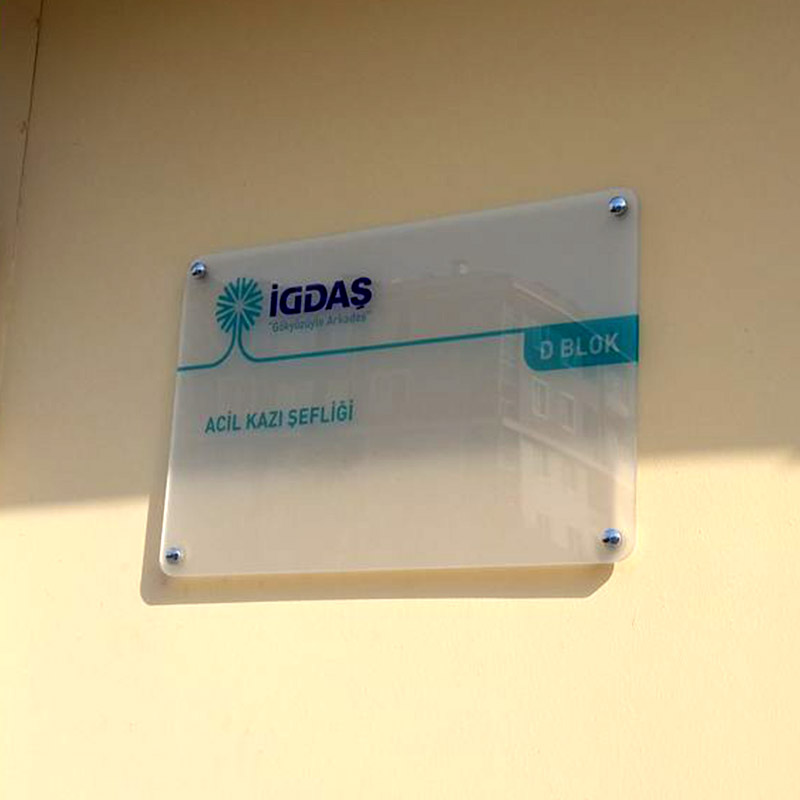 İGDAŞ
"Gökyüzüyle Arkadaş"
D BLOK
ACİL KAZI ŞEFLİĞİ